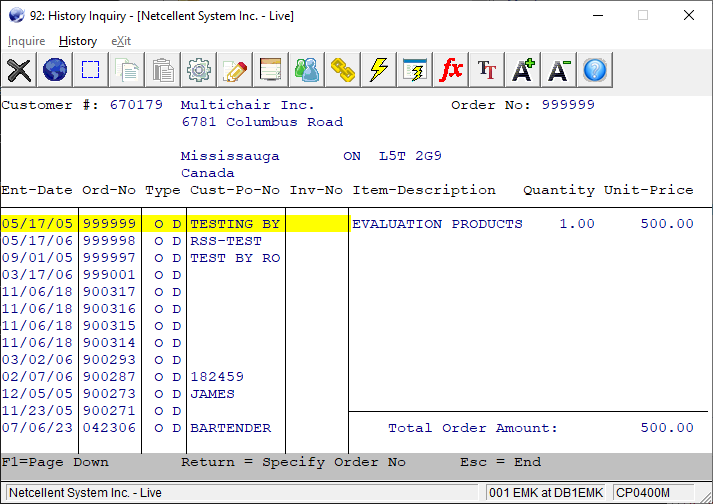 92: History Inquiry - [Netcellent System Inc. - Live]
Inquire History eXit
fx TT A+ A- ?
Customer #: 670179 Multichair Inc. Order No: 999999
6781 Columbus Road
Mississauga ON L5T 2G9
Canada
Ent-Date Ord-No Type Cust-Po-No Inv-No Item-Description Quantity Unit-Price
05/17/05 999999 O D TESTING BY EVALUATION PRODUCTS 1.00 500.00
05/17/06 999998 O D RSS-TEST
09/01/05 999997 O D TEST BY RO
03/17/06 999001 O D
11/06/18 900317 O D
11/06/18 900316 O D
11/06/18 900315 O D
11/06/18 900314 O D
03/02/06 900293 O D
02/07/06 900287 O D 182459
12/05/05 900273 O D JAMES
11/23/05 900271 O D
07/06/23 042306 O D BARTENDER Total Order Amount: 500.00
F1=Page Down Return = Specify Order No Esc = End
Netcellent System Inc. - Live 001 EMK at DB1EMK CP0400M